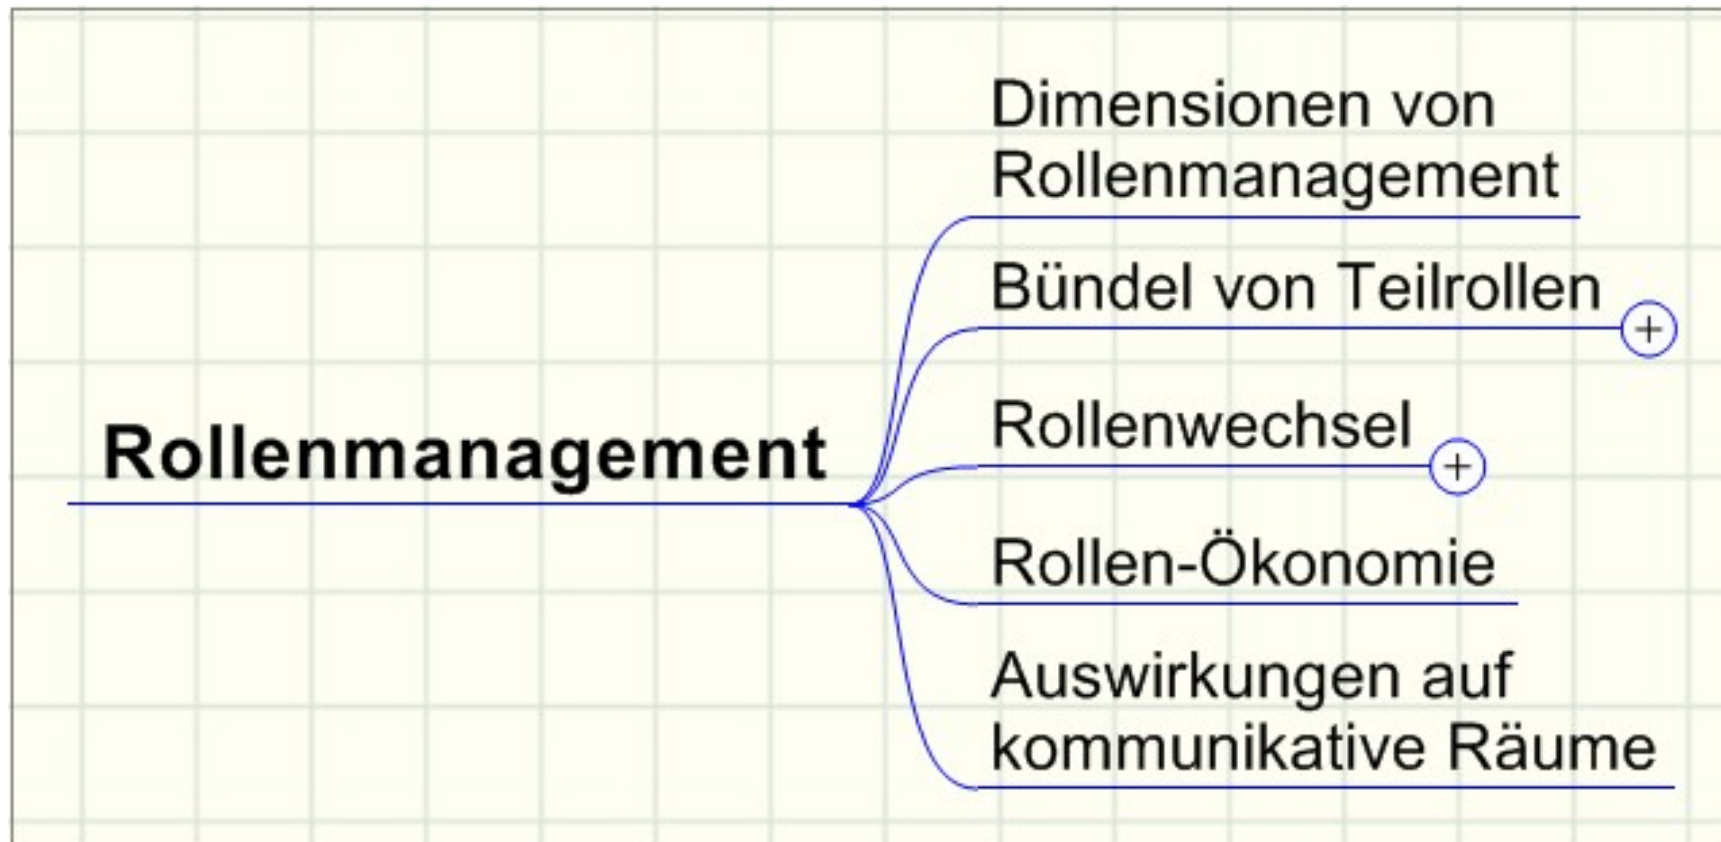 Dimensionen von
Rollenmanagement
Bündel von Teilrollen
+
Rollenmanagement
Rollenwechsel
+
Rollen-Ökonomie
Auswirkungen auf
kommunikative Räume